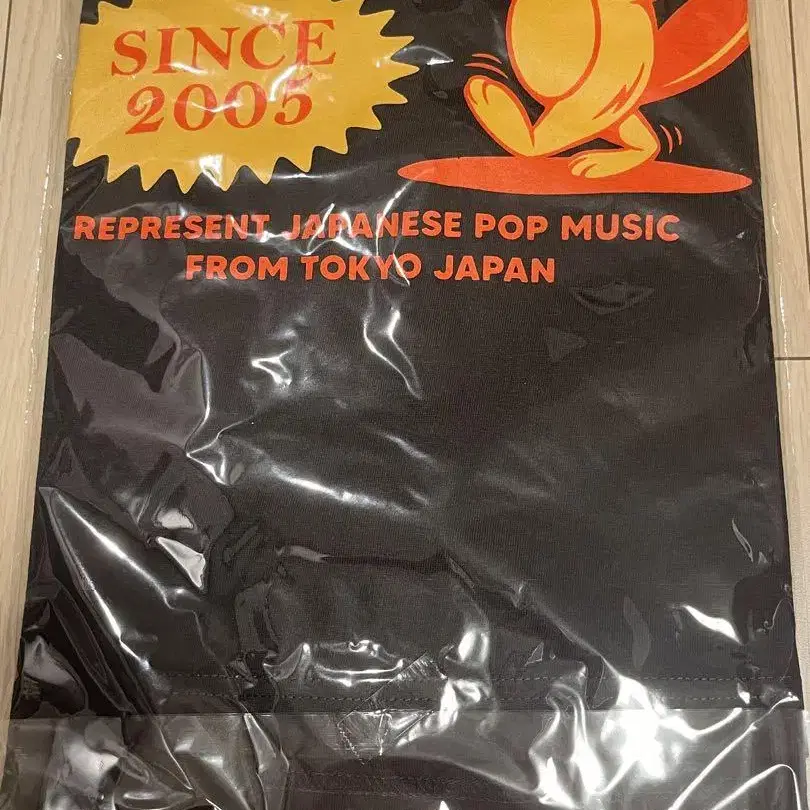 SINCE
2005
REPRESENT JAPANESE POP MUSIC
FROM TOKYO JAPAN